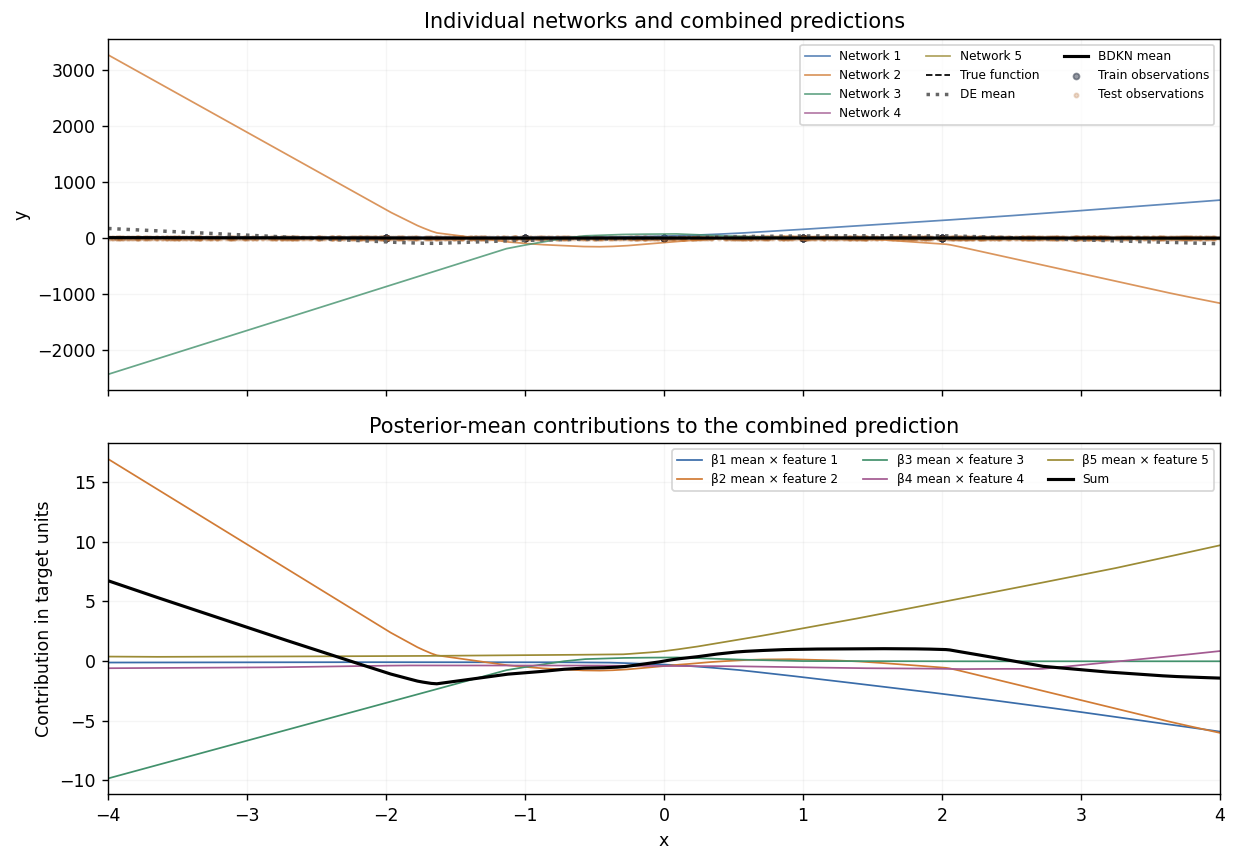 Individual networks and combined predictions
3000
2000
1000
0
−1000
−2000
y
Network 1
Network 2
Network 3
Network 4
Network 5
True function
DE mean
BDKN mean
Train observations
Test observations
Posterior-mean contributions to the combined prediction
15
10
5
0
−5
−10
Contribution in target units
β1 mean × feature 1
β2 mean × feature 2
β3 mean × feature 3
β4 mean × feature 4
β5 mean × feature 5
Sum
−4 −3 −2 −1 0 1 2 3 4
x